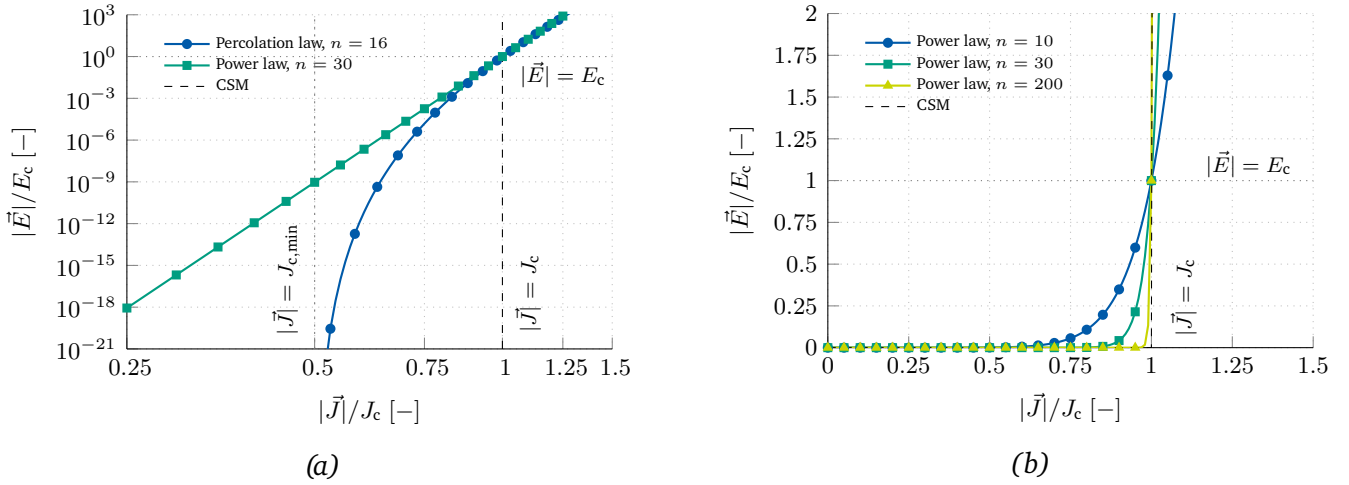 10^3
10^0
10^−3
10^−6
10^−9
10^−12
10^−15
10^−18
10^−21
|E⃗|/E_c [−]
Percolation law, n = 16
Power law, n = 30
CSM
|E⃗| = E_c
|J⃗| = J_c,min
|J⃗| = J_c
0.25 0.5 0.75 1 1.25 1.5
|J⃗|/J_c [−]
(a)
2
1.75
1.5
1.25
1
0.75
0.5
0.25
0
|E⃗|/E_c [−]
Power law, n = 10
Power law, n = 30
Power law, n = 200
CSM
|E⃗| = E_c
|J⃗| = J_c
0 0.25 0.5 0.75 1 1.25 1.5
|J⃗|/J_c [−]
(b)